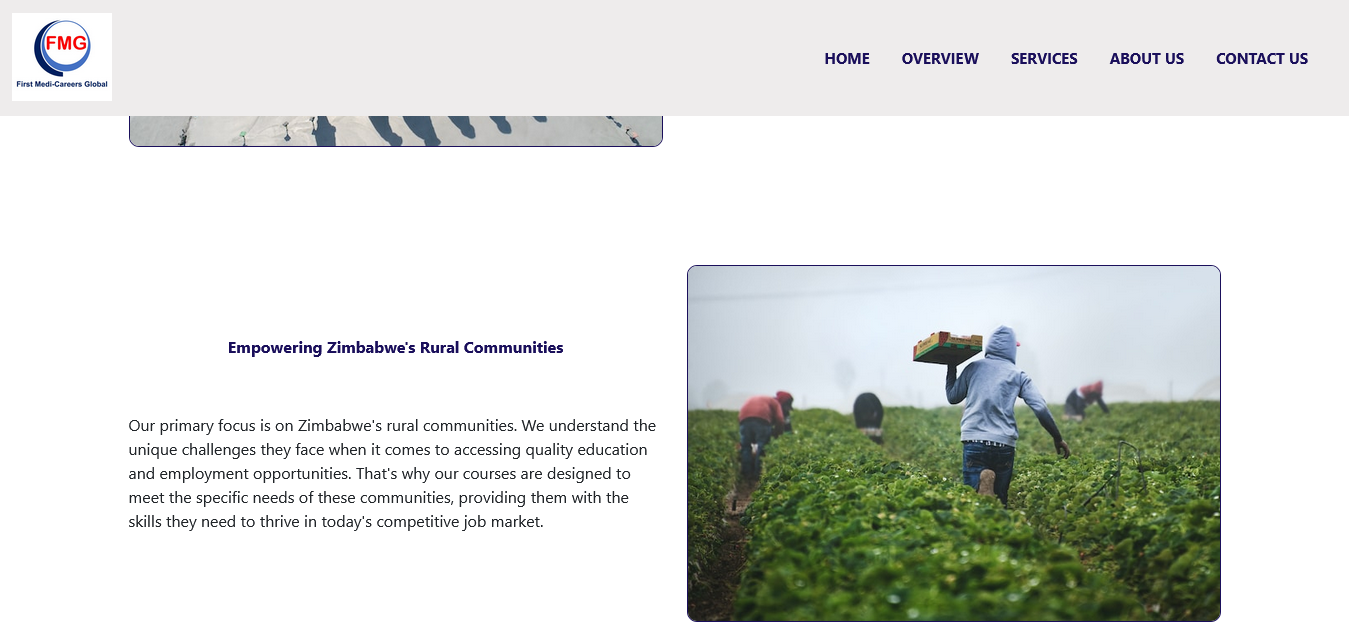 FMG
First Medi-Careers Global
HOME OVERVIEW SERVICES ABOUT US CONTACT US
Empowering Zimbabwe's Rural Communities
Our primary focus is on Zimbabwe's rural communities. We understand the
unique challenges they face when it comes to accessing quality education
and employment opportunities. That's why our courses are designed to
meet the specific needs of these communities, providing them with the
skills they need to thrive in today's competitive job market.